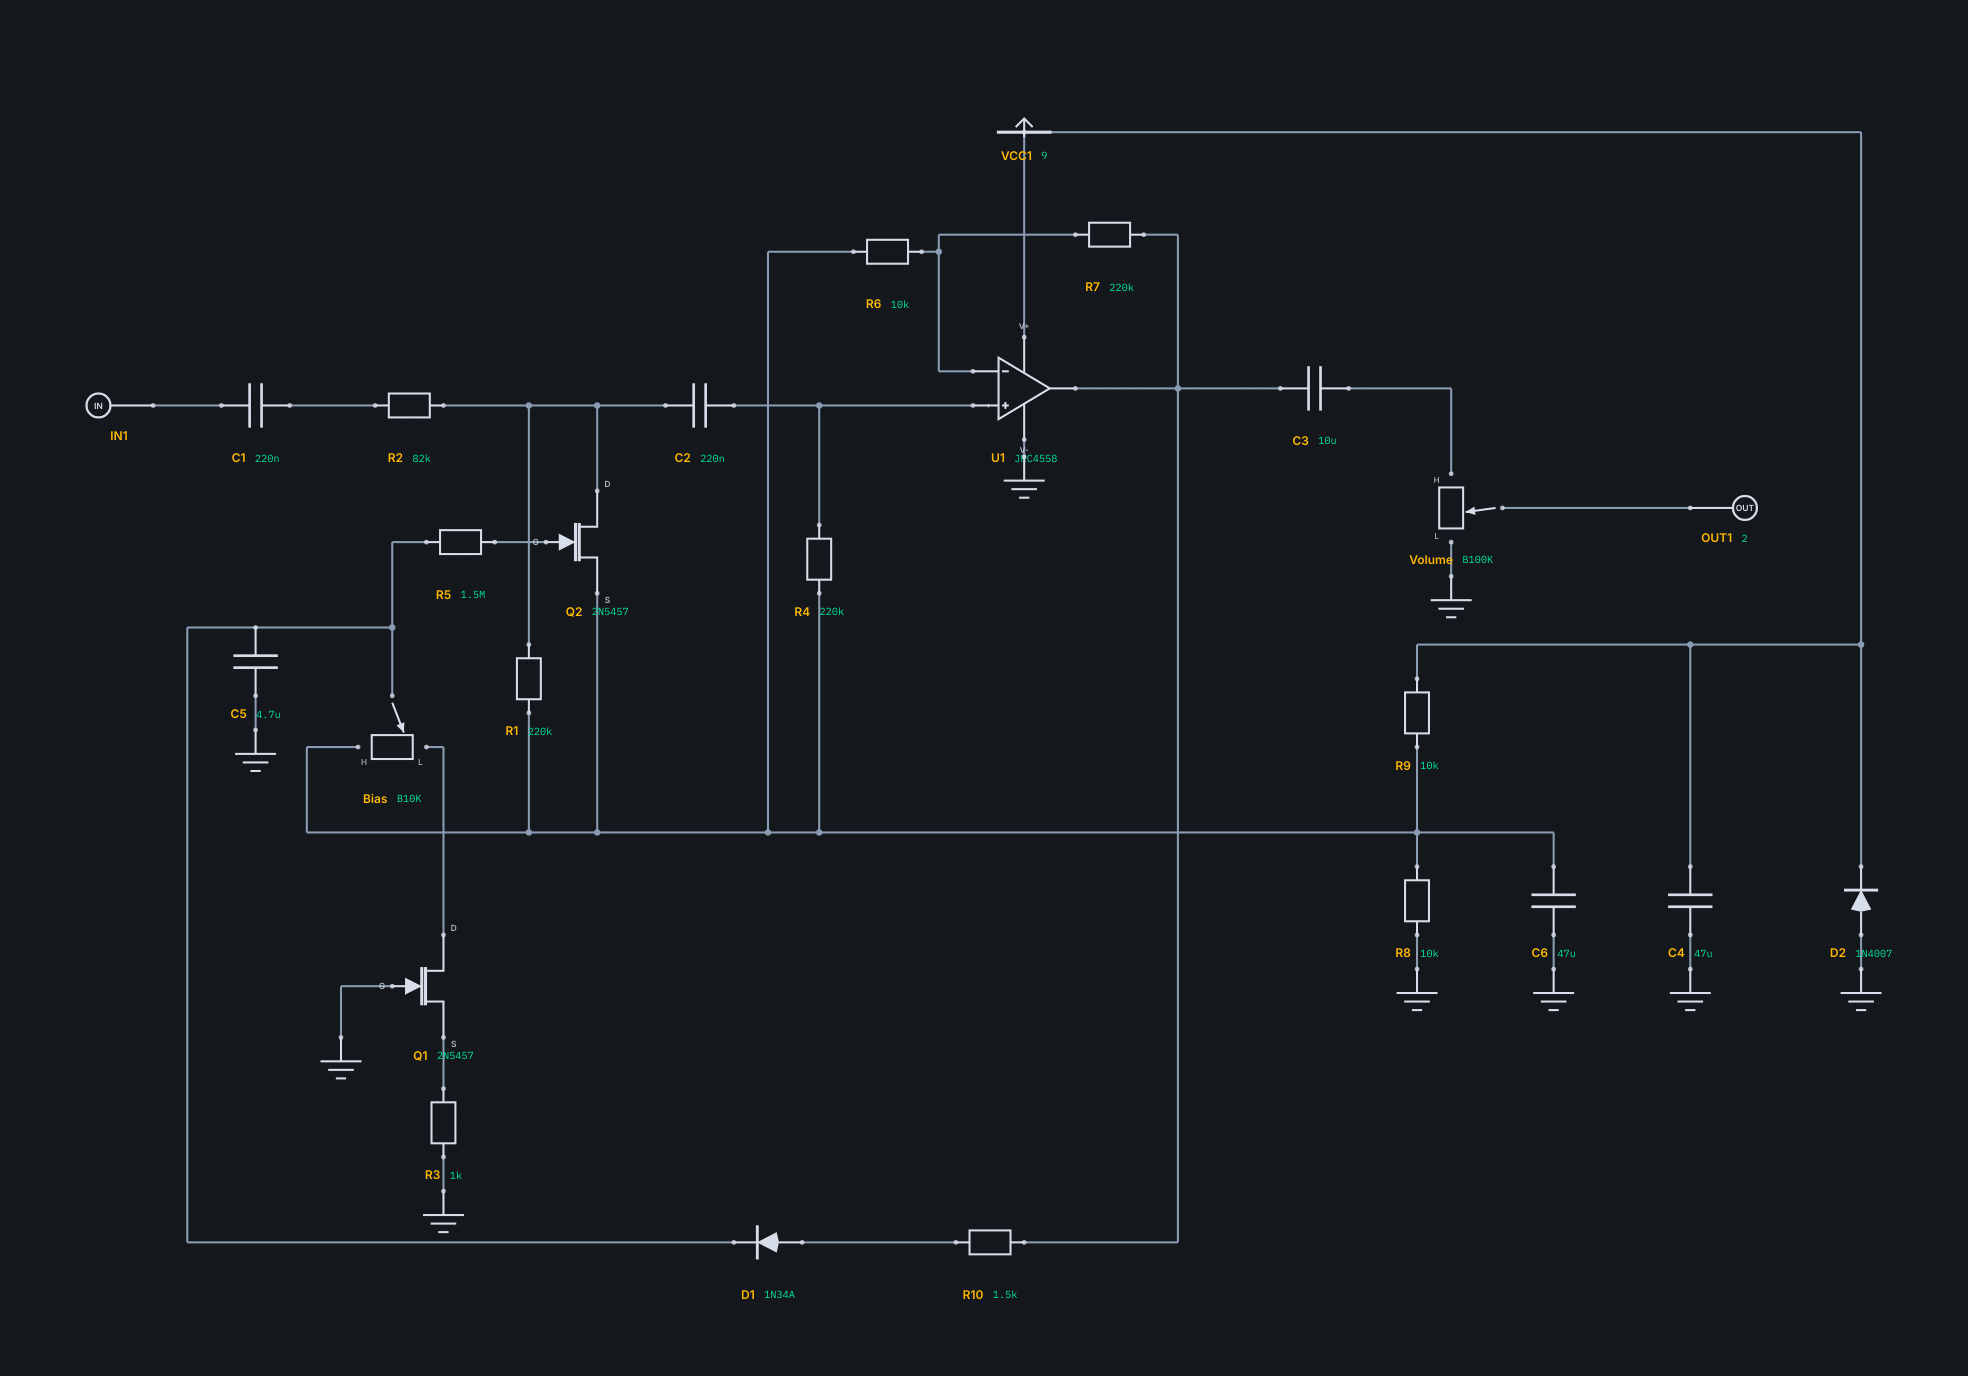 VCC1 9
R7 220k
R6 10k
V+
IN
IN1
C1 220n
R2 82k
C2 220n
U1 JRC4558
V-
C3 10u
D
H
OUT
OUT1 2
L
Volume B100K
G
R5 1.5M
S
Q2 2N5457
R4 220k
C5 4.7u
R1 220k
H L
Bias B10K
R9 10k
D
R8 10k
C6 47u
C4 47u
D2 1N4007
G
S
Q1 2N5457
R3 1k
D1 1N34A
R10 1.5k